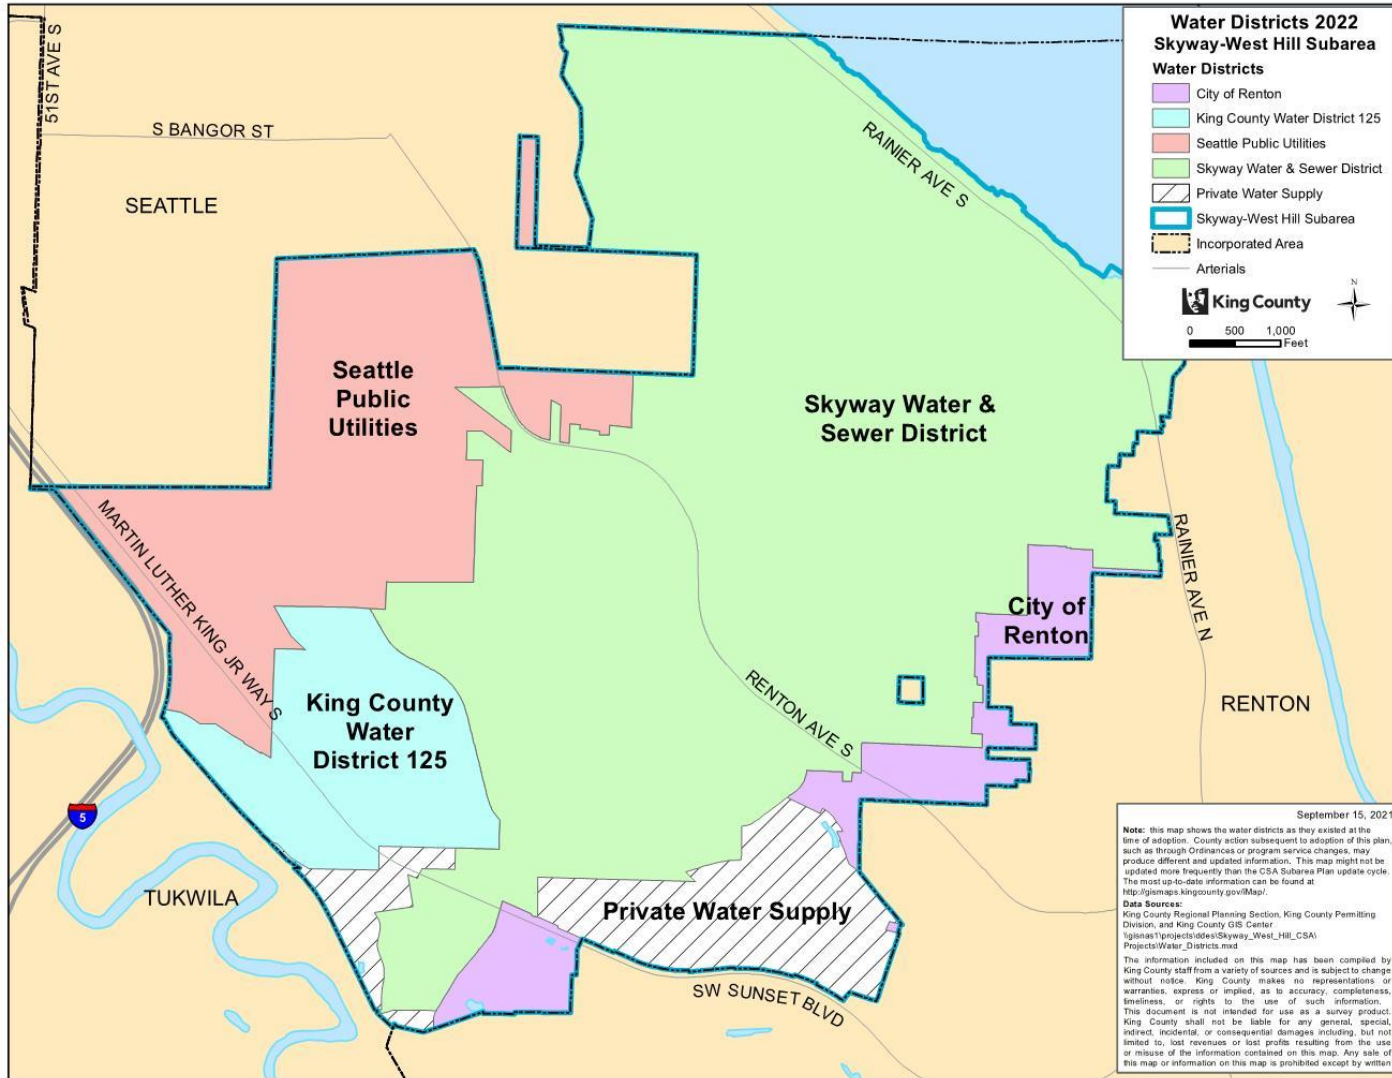 Water Districts 2022
Skyway-West Hill Subarea
Water Districts
City of Renton
King County Water District 125
Seattle Public Utilities
Skyway Water & Sewer District
Private Water Supply
Skyway-West Hill Subarea
Incorporated Area
Arterials
King County
N
0 500 1,000
Feet
51ST AVE S
S BANGOR ST
SEATTLE
RAINIER AVE S
Seattle
Public
Utilities
Skyway Water &
Sewer District
MARTIN LUTHER KING JR WAY S
City of
Renton
RAINIER AVE N
King County
Water
District 125
RENTON AVE S
RENTON
5
TUKWILA
Private Water Supply
SW SUNSET BLVD
September 15, 2021
Note: this map shows the water districts as they existed at the
time of adoption. County action subsequent to adoption of this plan,
such as through Ordinances or program service changes, may
produce different and updated information. This map might not be
updated more frequently than the CSA Subarea Plan update cycle.
The most up-to-date information can be found at
http://gismaps.kingcounty.gov/iMap/.
Data Sources:
King County Regional Planning Section, King County Permitting
Division, and King County GIS Center
\\gisnas1\projects\ddes\Skyway_West_Hill_CSA\
Projects\Water_Districts.mxd
The information included on this map has been compiled by
King County staff from a variety of sources and is subject to change
without notice. King County makes no representations or
warranties, express or implied, as to accuracy, completeness,
timeliness, or rights to the use of such information.
This document is not intended for use as a survey product.
King County shall not be liable for any general, special,
indirect, incidental, or consequential damages including, but not
limited to, lost revenues or lost profits resulting from the use
or misuse of the information contained on this map. Any sale of
this map or information on this map is prohibited except by written